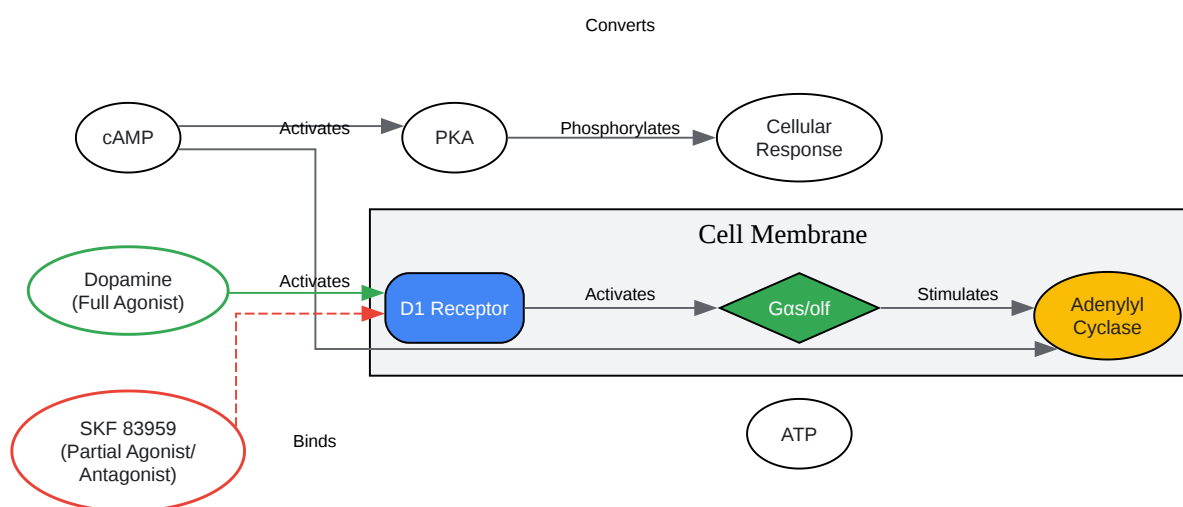 Converts
cAMP
Activates
PKA
Phosphorylates
Cellular
Response
Cell Membrane
Dopamine
(Full Agonist)
Activates
D1 Receptor
Activates
Gαs/olf
Stimulates
Adenylyl
Cyclase
SKF 83959
(Partial Agonist/
Antagonist)
Binds
ATP